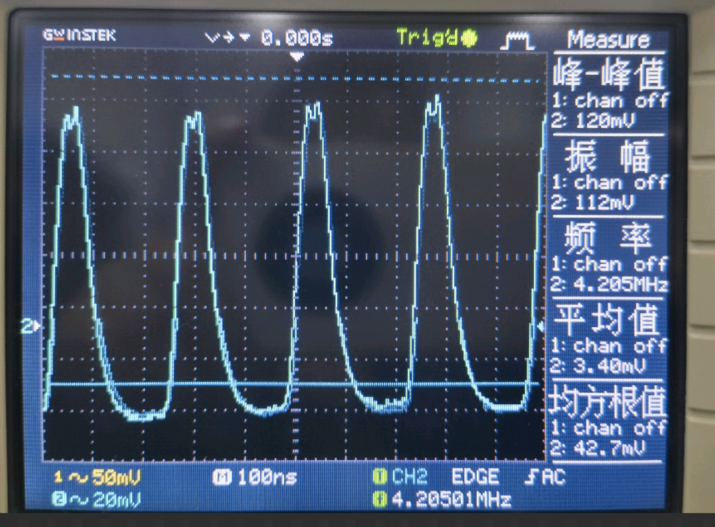 GWINSTEK 0.000s Trig'd Measure
峰-峰值
1: chan off
2: 120mV
振 幅
1: chan off
2: 112mV
频 率
1: chan off
2: 4.205MHz
平均值
1: chan off
2: 3.40mV
均方根值
1: chan off
2: 42.7mV
2
1 ～ 50mV M 100ns T CH2 EDGE AC
2 ～ 20mV f 4.20501MHz